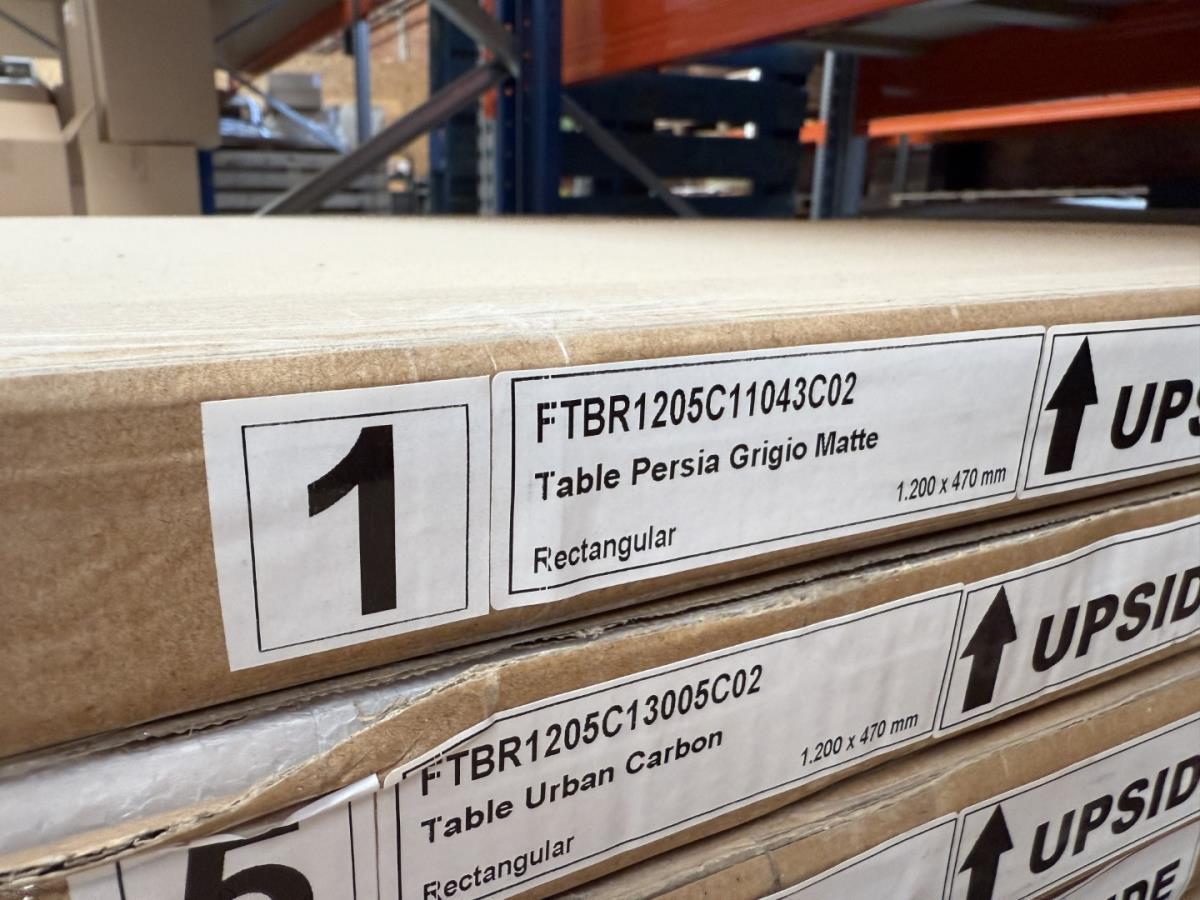 1
FTBR1205C11043C02
Table Persia Grigio Matte
1.200 x 470 mm
Rectangular
UPS
FTBR1205C13005C02
Table Urban Carbon
1.200 x 470 mm
Rectangular
UPSID
5
UPSID
IDE